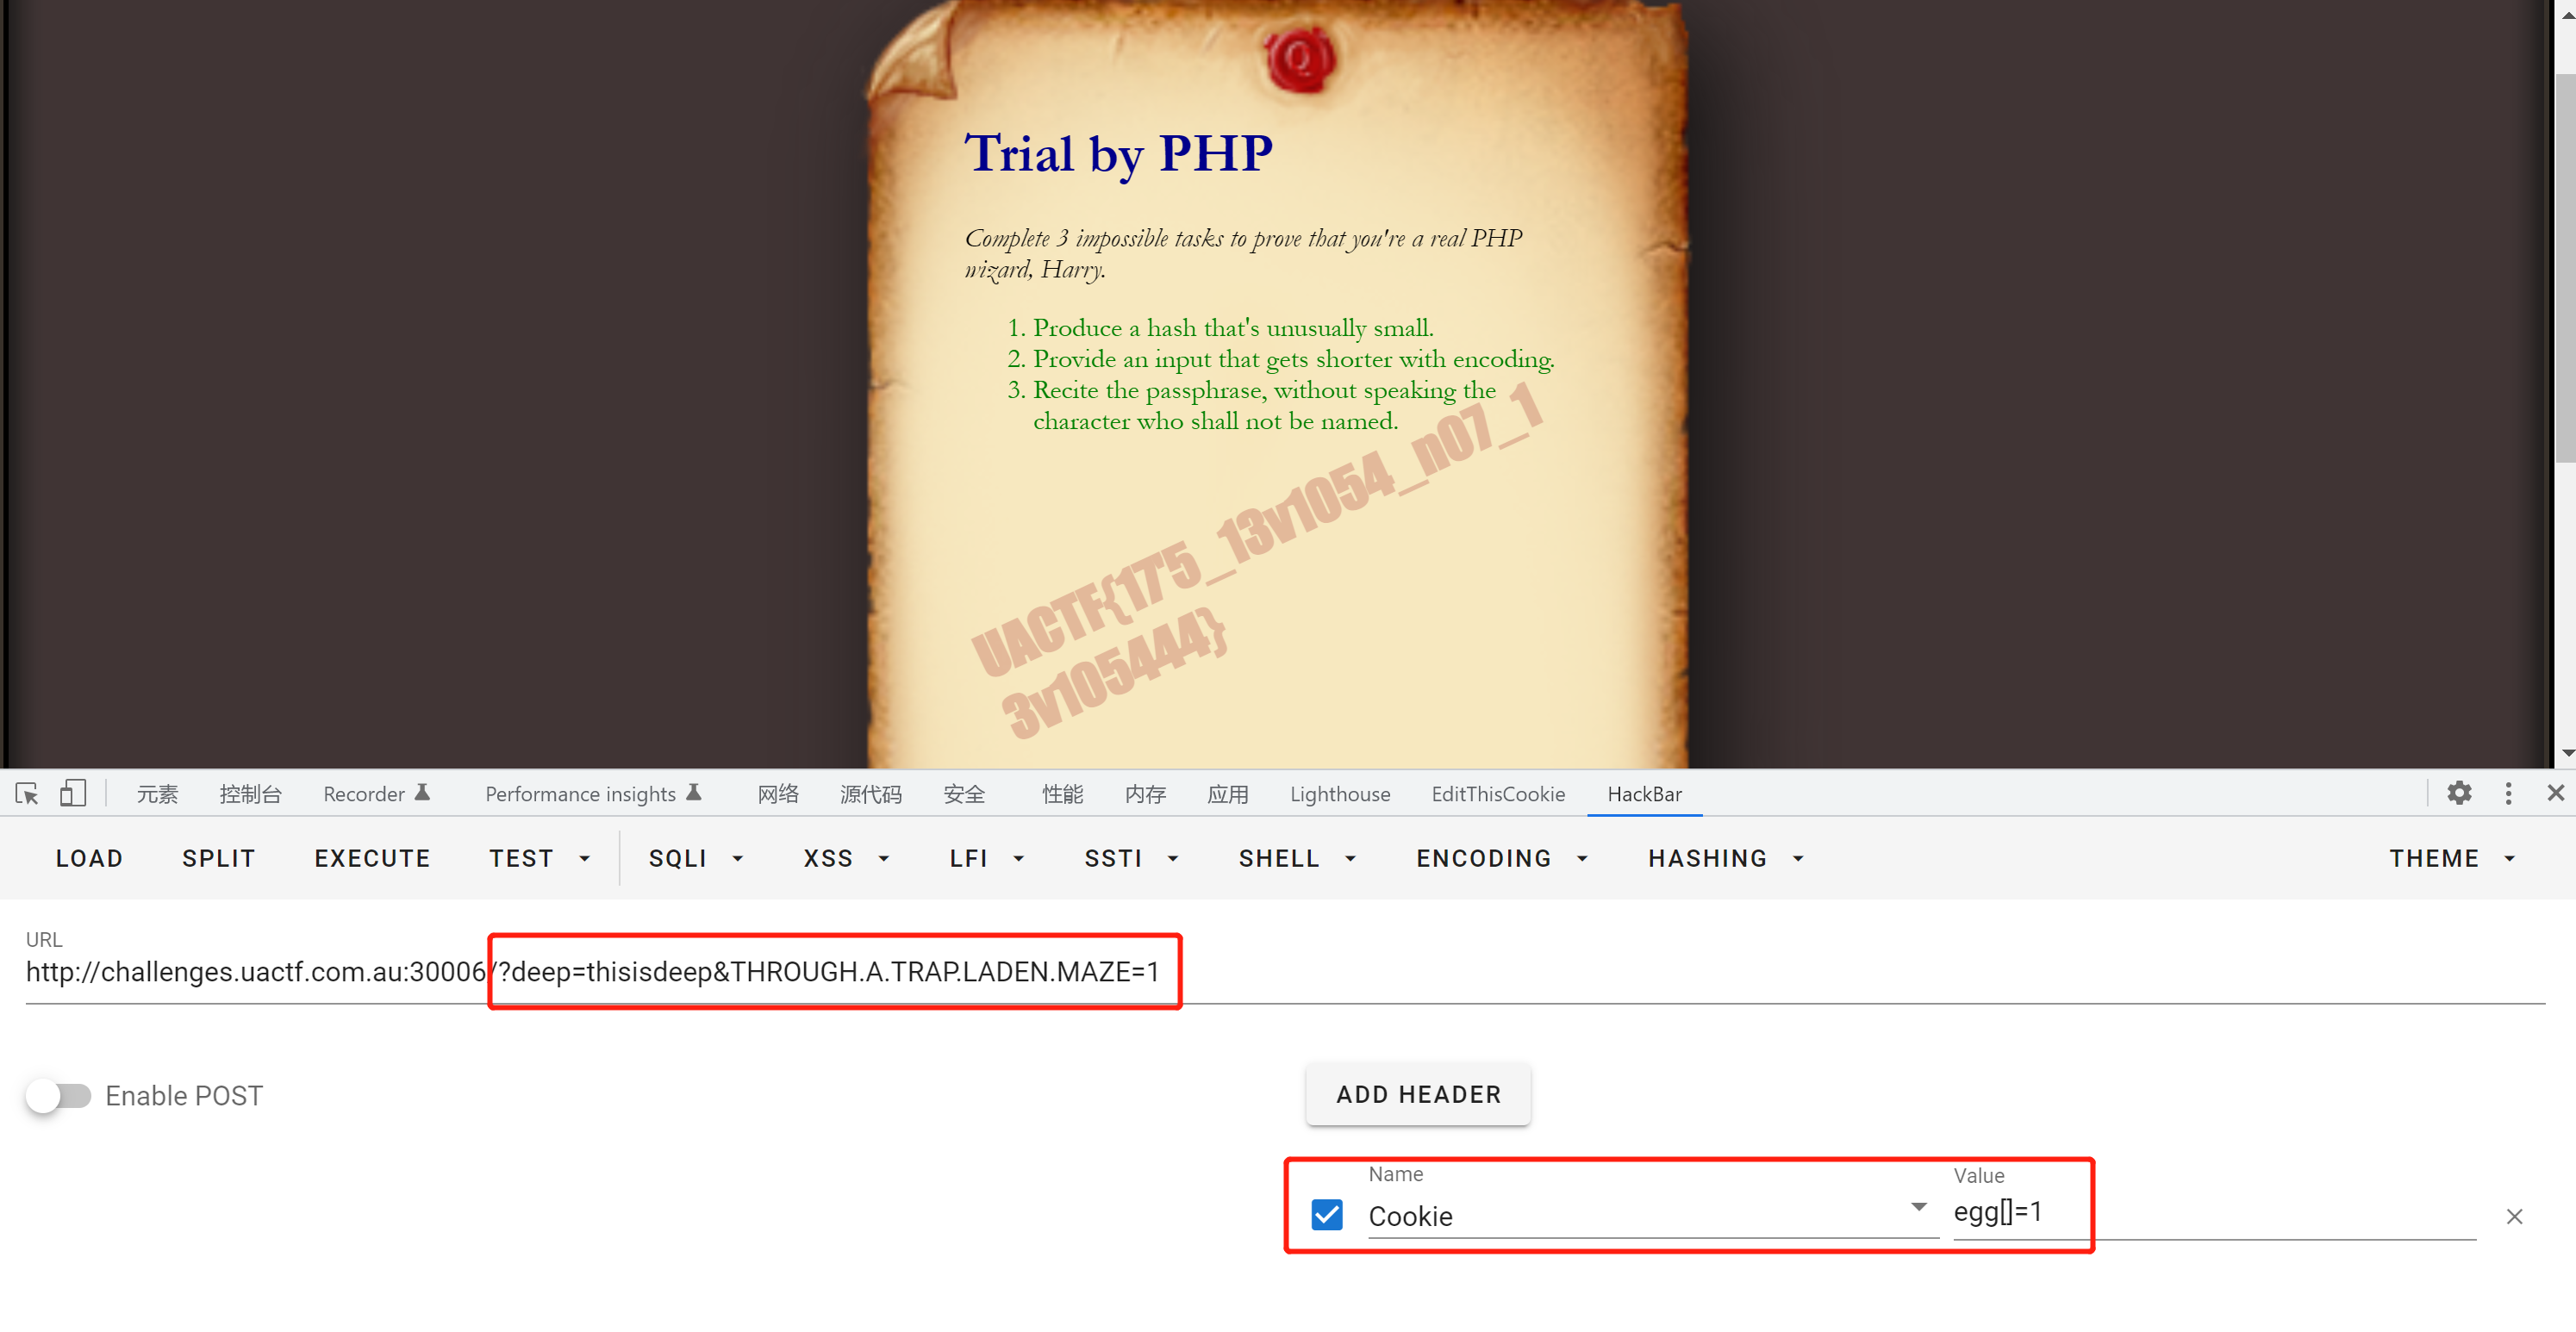 Q
Trial by PHP
Complete 3 impossible tasks to prove that you're a real PHP
wizard, Harry.
1. Produce a hash that's unusually small.
2. Provide an input that gets shorter with encoding.
3. Recite the passphrase, without speaking the
character who shall not be named.
UACTF{175_13v1054_n07_1
3v105444}
元素 控制台 Recorder Performance insights 网络 源代码 安全 性能 内存 应用 Lighthouse EditThisCookie HackBar
LOAD SPLIT EXECUTE TEST SQLI XSS LFI SSTI SHELL ENCODING HASHING THEME
URL
http://challenges.uactf.com.au:30006/?deep=thisisdeep&THROUGH.A.TRAP.LADEN.MAZE=1
Enable POST
ADD HEADER
Name Value
Cookie egg[]=1